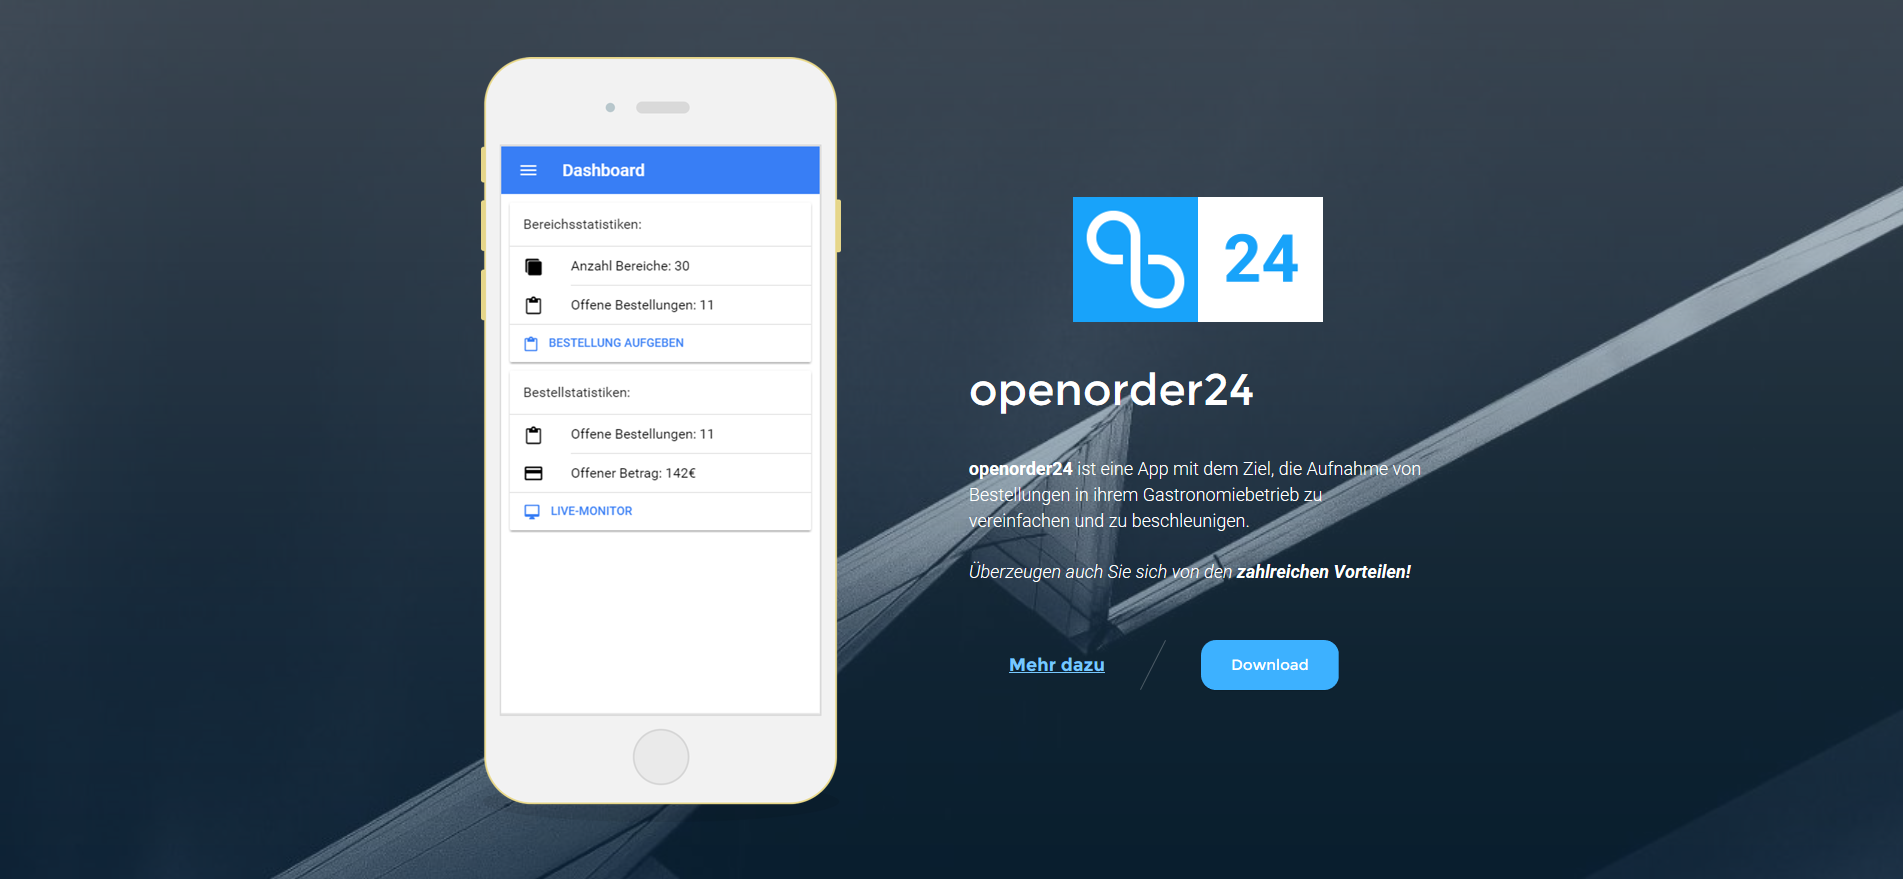 Dashboard
Bereichsstatistiken:
Anzahl Bereiche: 30
Offene Bestellungen: 11
BESTELLUNG AUFGEBEN
Bestellstatistiken:
Offene Bestellungen: 11
Offener Betrag: 142€
LIVE-MONITOR
24
openorder24
openorder24 ist eine App mit dem Ziel, die Aufnahme von
Bestellungen in ihrem Gastronomiebetrieb zu
vereinfachen und zu beschleunigen.
Überzeugen auch Sie sich von den zahlreichen Vorteilen!
Mehr dazu
Download